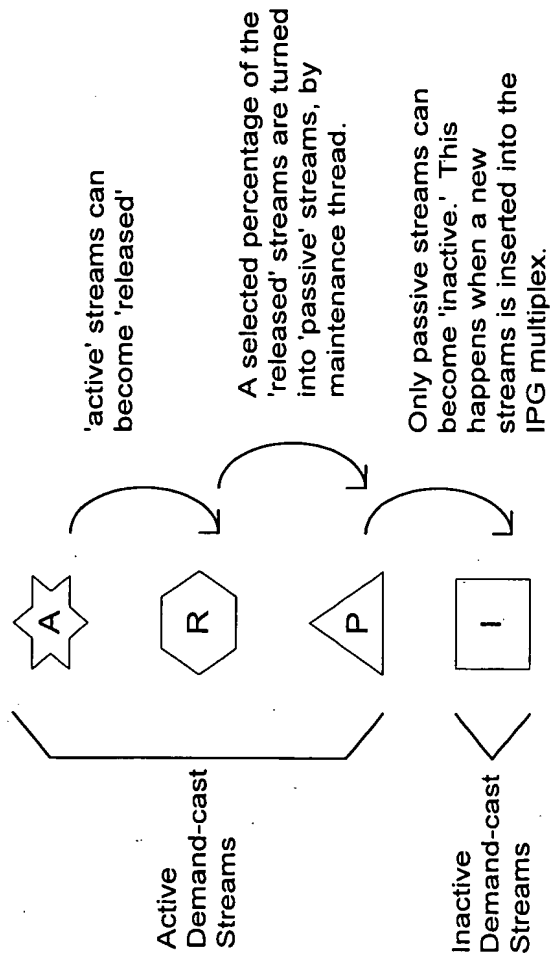 Active
Demand-cast
Streams
A
R
P
'active' streams can
become 'released'
A selected percentage of the
'released' streams are turned
into 'passive' streams, by
maintenance thread.
Inactive
Demand-cast
Streams
I
Only passive streams can
become 'inactive.' This
happens when a new
streams is inserted into the
IPG multiplex.